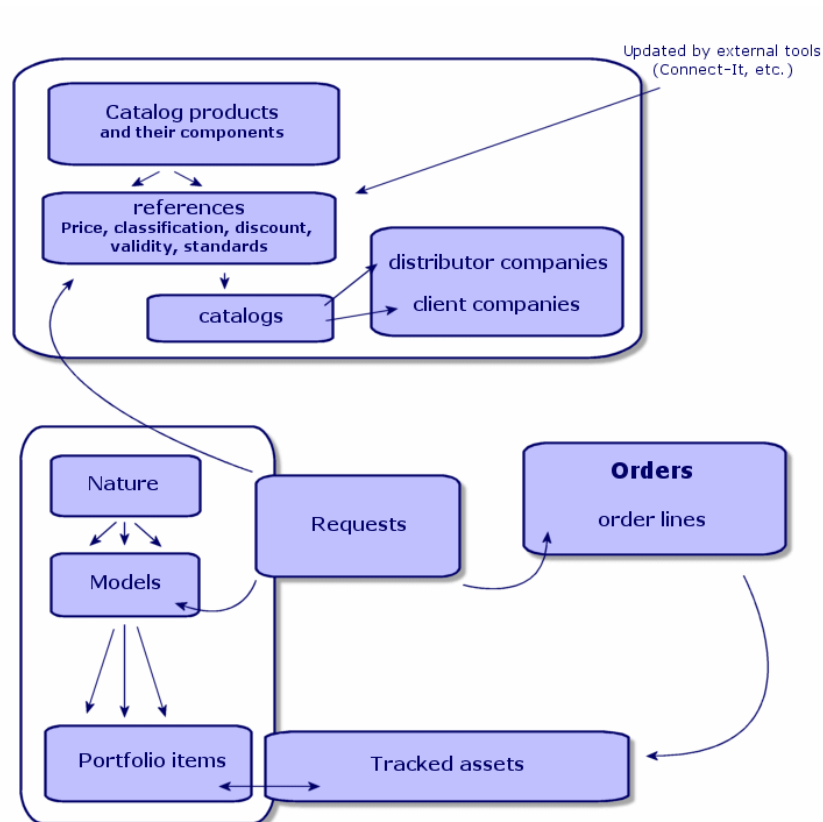 Updated by external tools
(Connect-It, etc.)
Catalog products
and their components
references
Price, classification, discount,
validity, standards
distributor companies
client companies
catalogs
Nature
Requests
Orders
order lines
Models
Portfolio items
Tracked assets